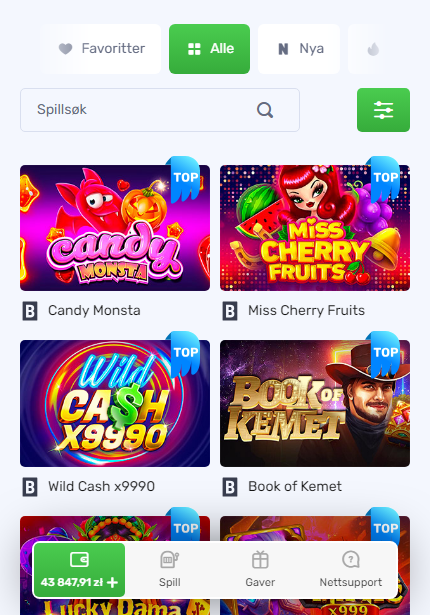 Favoritter
Alle
Nya
Spillsøk
TOP
TOP
candy
MONSTA
MISS
CHERRY
FRUITS
Candy Monsta
Miss Cherry Fruits
TOP
TOP
Wild
CA$H
X9990
BOOK OF
KEMET
Wild Cash x9990
Book of Kemet
TOP
TOP
43 847,91 zł +
Spill
Gaver
Nettsupport
Lucky Dama
x999